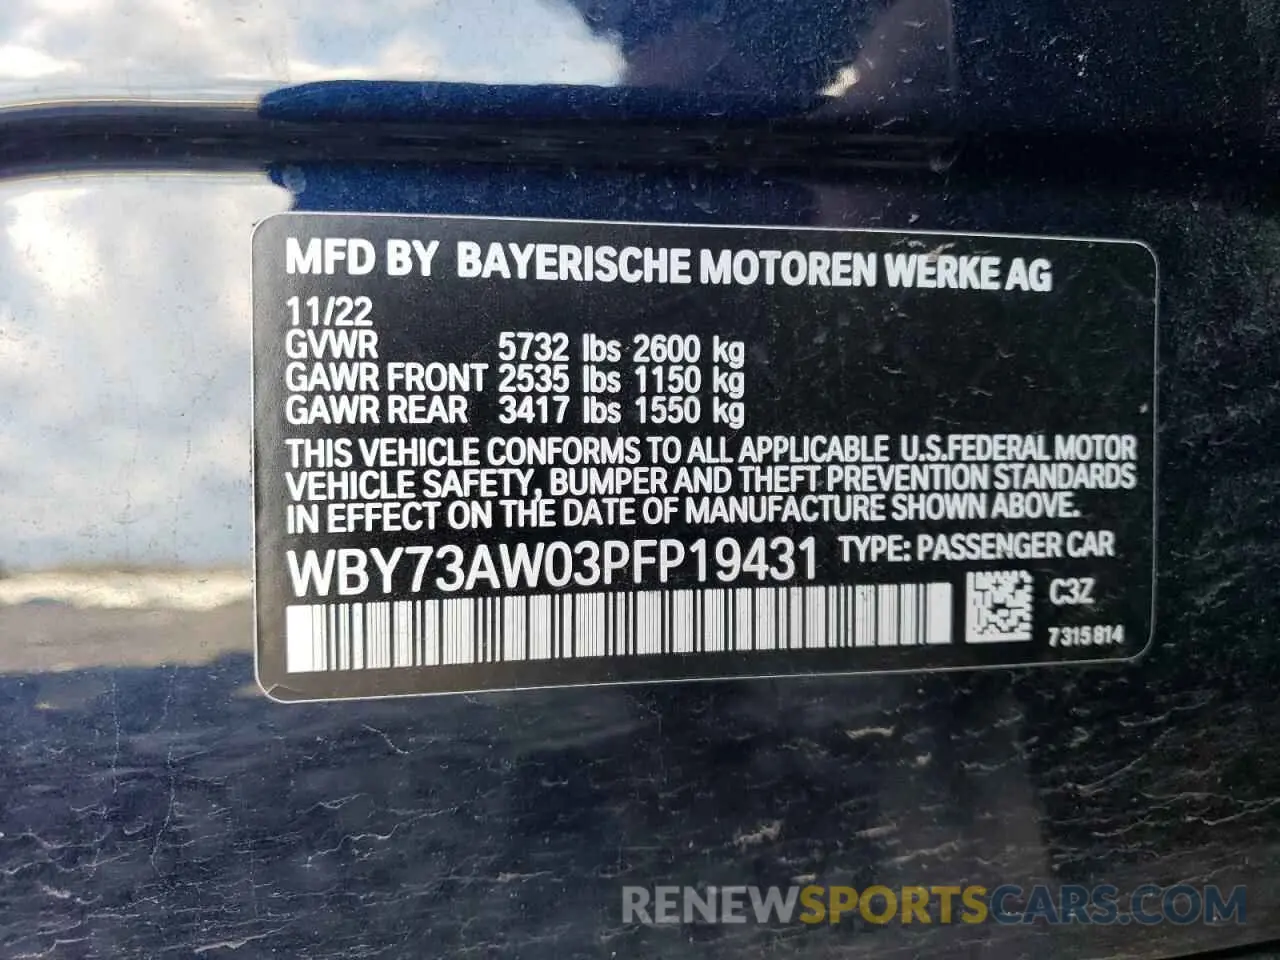 MFD BY BAYERISCHE MOTOREN WERKE AG
11/22
GVWR 5732 lbs 2600 kg
GAWR FRONT 2535 lbs 1150 kg
GAWR REAR 3417 lbs 1550 kg
THIS VEHICLE CONFORMS TO ALL APPLICABLE U.S.FEDERAL MOTOR
VEHICLE SAFETY, BUMPER AND THEFT PREVENTION STANDARDS
IN EFFECT ON THE DATE OF MANUFACTURE SHOWN ABOVE.
WBY73AW03PFP19431 TYPE: PASSENGER CAR
C3Z
7315814
RENEWSPORTSCARS.COM